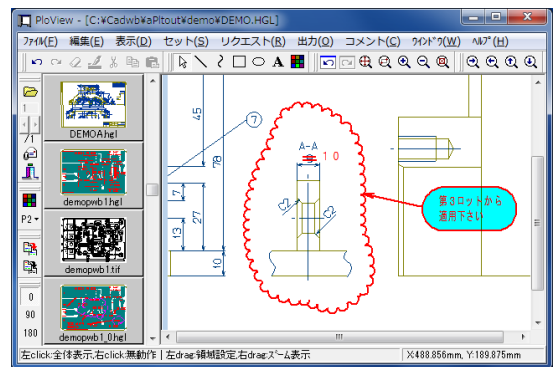 PloView - [C:¥Cadwb¥aPltout¥demo¥DEMO.HGL]
ファイル(F) 編集(E) 表示(D) セット(S) リクエスト(R) 出力(O) コメント(C) ウインドウ(W) ヘルプ(H)
1
/1
P2
0
90
180
DEMOA.hgl
demopwb1.hgl
demopwb1.tif
demopwb1_0.hgl
45
78
7
27
13
10
7
A-A
10
C2
C2
第3ロットから
適用下さい
左click:全体表示,右click:無動作 左drag:領域設定,右drag:ズーム表示 X:488.856mm, Y:189.875mm